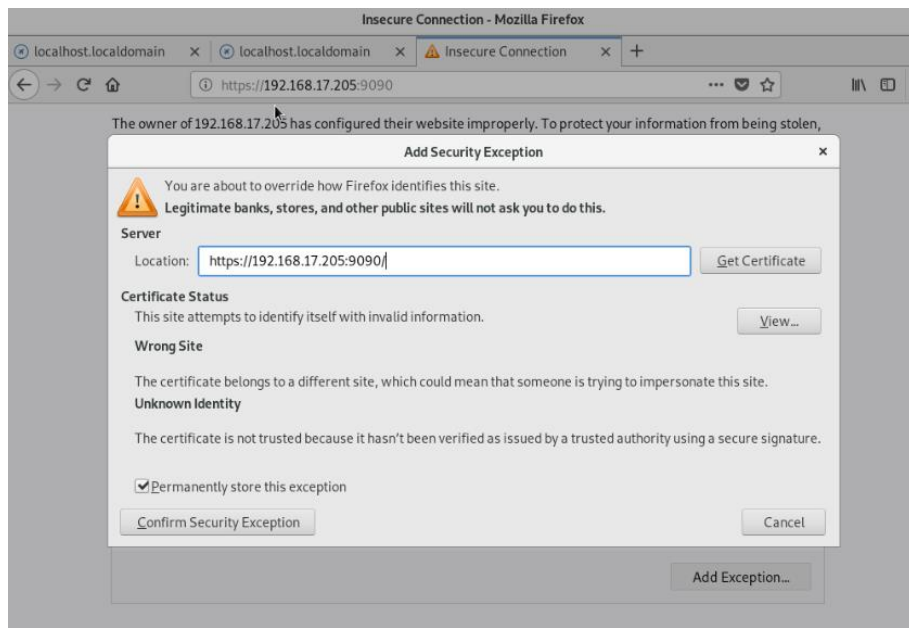 Insecure Connection - Mozilla Firefox
localhost.localdomain × localhost.localdomain × Insecure Connection × +
https://192.168.17.205:9090
The owner of 192.168.17.205 has configured their website improperly. To protect your information from being stolen,
Add Security Exception ×
You are about to override how Firefox identifies this site.
Legitimate banks, stores, and other public sites will not ask you to do this.
Server
Location: https://192.168.17.205:9090/ Get Certificate
Certificate Status
This site attempts to identify itself with invalid information.
View...
Wrong Site
The certificate belongs to a different site, which could mean that someone is trying to impersonate this site.
Unknown Identity
The certificate is not trusted because it hasn't been verified as issued by a trusted authority using a secure signature.
Permanently store this exception
Confirm Security Exception Cancel
Add Exception...